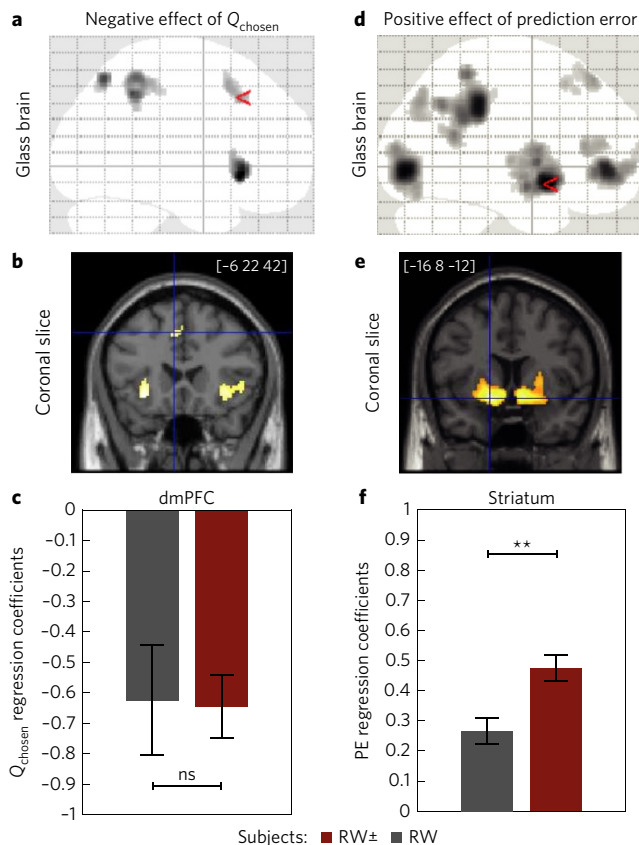 a
Negative effect of Qchosen
Glass brain
<
b
[–6 22 42]
Coronal slice
c
dmPFC
Qchosen regression coefficients
0
–0.1
–0.2
–0.3
–0.4
–0.5
–0.6
–0.7
–0.8
–0.9
–1
ns
d
Positive effect of prediction error
Glass brain
<
e
[–16 8 –12]
Coronal slice
f
Striatum
PE regression coefficients
1
0.9
0.8
0.7
0.6
0.5
0.4
0.3
0.2
0.1
0
**
Subjects: RW± RW